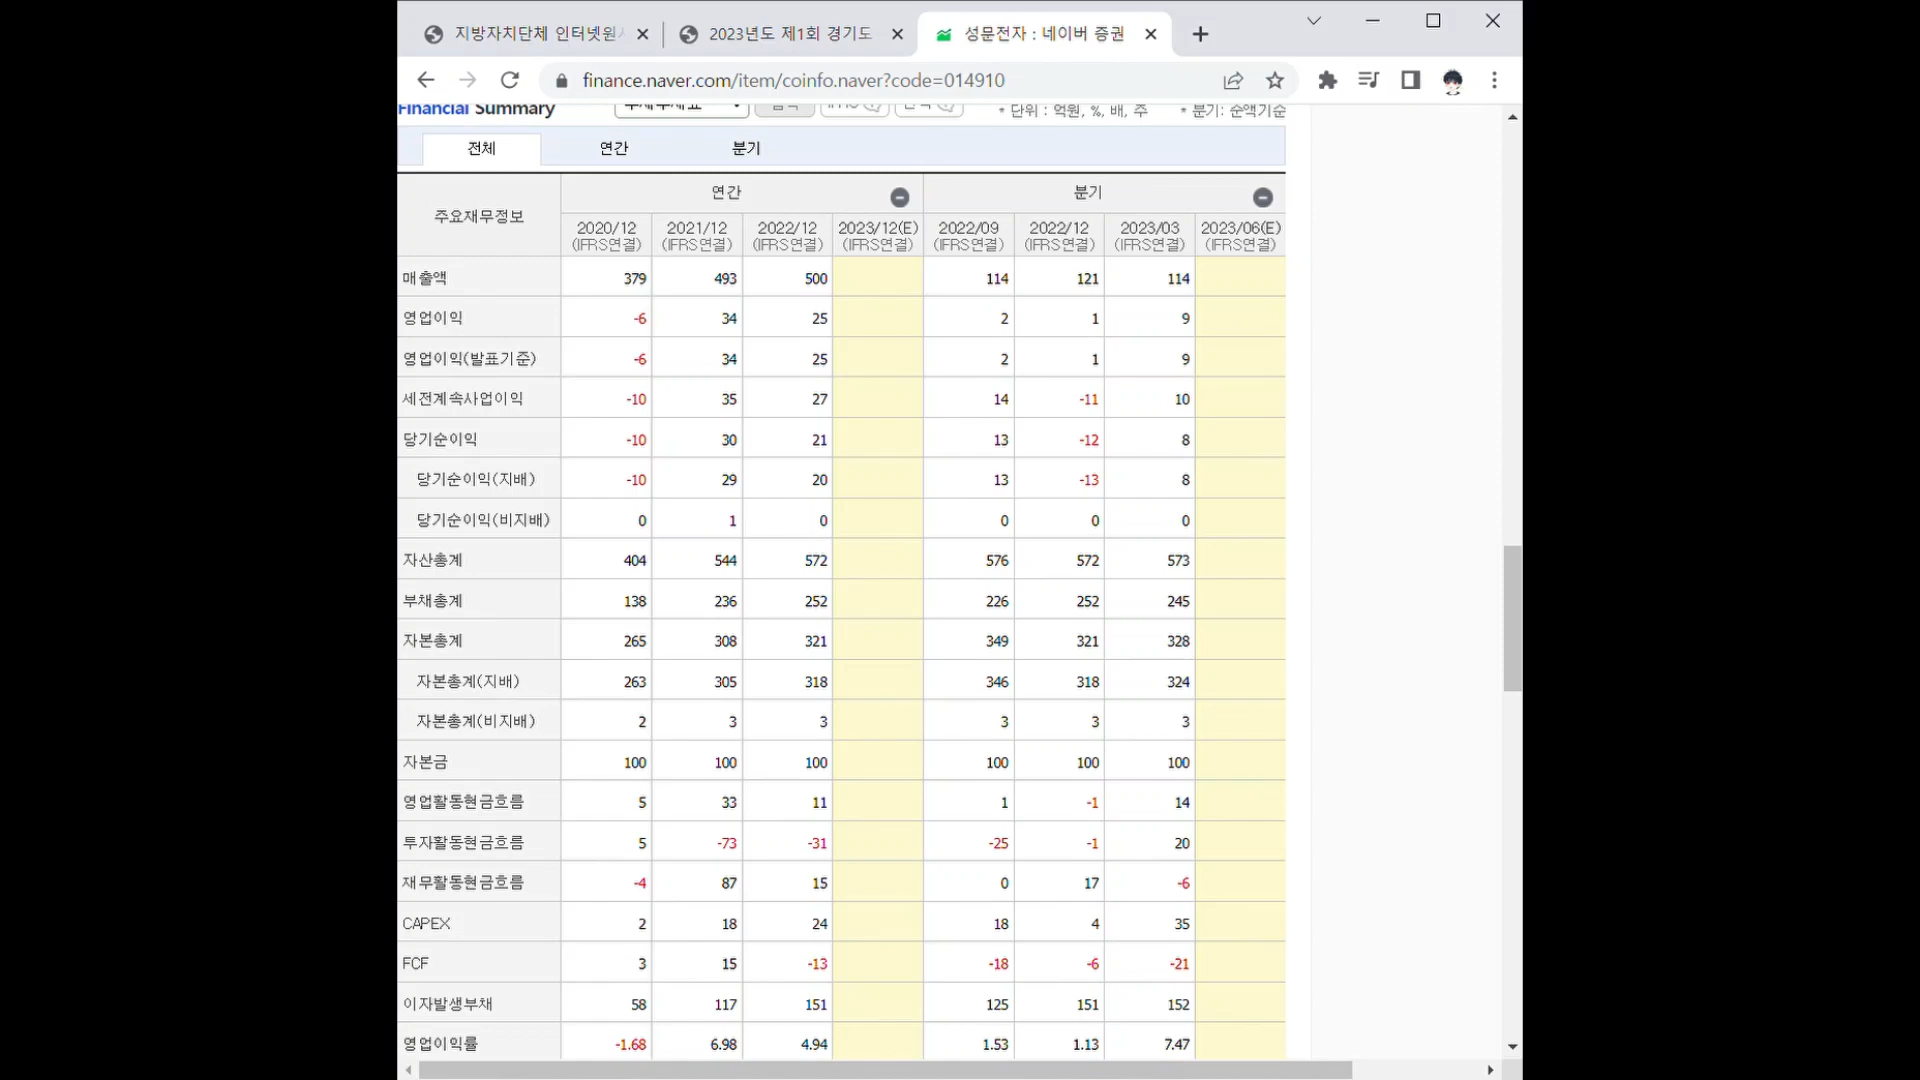 지방자치단체 인터넷원
2023년도 제1회 경기도
성문전자 : 네이버 증권
finance.naver.com/item/coinfo.naver?code=014910
Financial Summary
* 단위 : 억원, %, 배, 주 * 분기: 순액기준
전체 연간 분기
주요재무정보 연간 분기
2020/12 2021/12 2022/12 2023/12(E) 2022/09 2022/12 2023/03 2023/06(E)
(IFRS연결) (IFRS연결) (IFRS연결) (IFRS연결) (IFRS연결) (IFRS연결) (IFRS연결) (IFRS연결)
매출액 379 493 500 114 121 114
영업이익 -6 34 25 2 1 9
영업이익(발표기준) -6 34 25 2 1 9
세전계속사업이익 -10 35 27 14 -11 10
당기순이익 -10 30 21 13 -12 8
당기순이익(지배) -10 29 20 13 -13 8
당기순이익(비지배) 0 1 0 0 0 0
자산총계 404 544 572 576 572 573
부채총계 138 236 252 226 252 245
자본총계 265 308 321 349 321 328
자본총계(지배) 263 305 318 346 318 324
자본총계(비지배) 2 3 3 3 3 3
자본금 100 100 100 100 100 100
영업활동현금흐름 5 33 11 1 -1 14
투자활동현금흐름 5 -73 -31 -25 -1 20
재무활동현금흐름 -4 87 15 0 17 -6
CAPEX 2 18 24 18 4 35
FCF 3 15 -13 -18 -6 -21
이자발생부채 58 117 151 125 151 152
영업이익률 -1.68 6.98 4.94 1.53 1.13 7.47